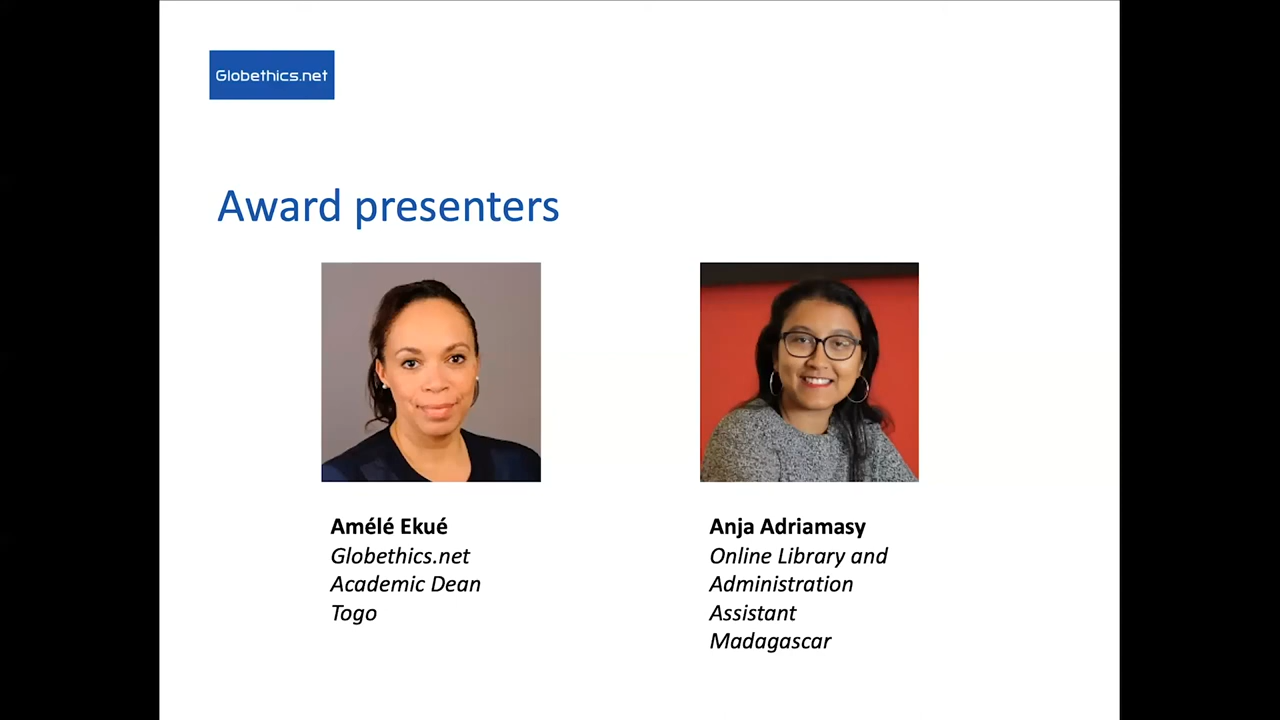 Globethics.net
Award presenters
Amélé Ekué
Globethics.net
Academic Dean
Togo
Anja Adriamasy
Online Library and
Administration
Assistant
Madagascar